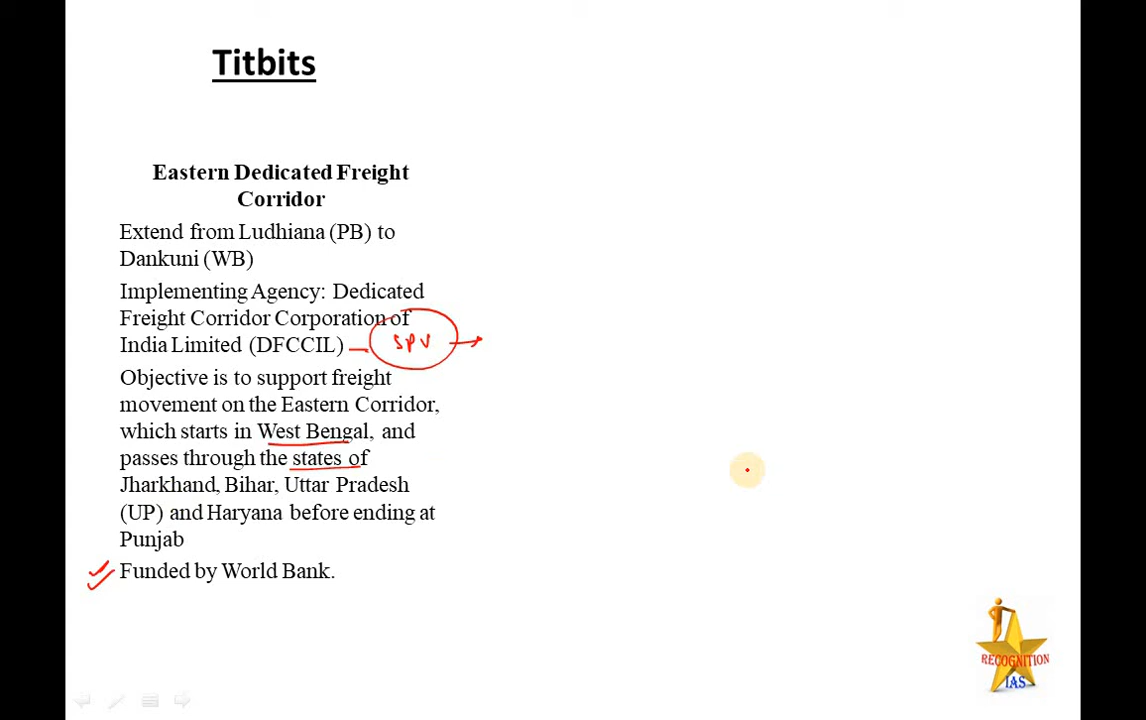 Titbits
Eastern Dedicated Freight
Corridor
Extend from Ludhiana (PB) to
Dankuni (WB)
Implementing Agency: Dedicated
Freight Corridor Corporation of
India Limited (DFCCIL)
SPV
Objective is to support freight
movement on the Eastern Corridor,
which starts in West Bengal, and
passes through the states of
Jharkhand, Bihar, Uttar Pradesh
(UP) and Haryana before ending at
Punjab
Funded by World Bank.
RECOGNITION
IAS